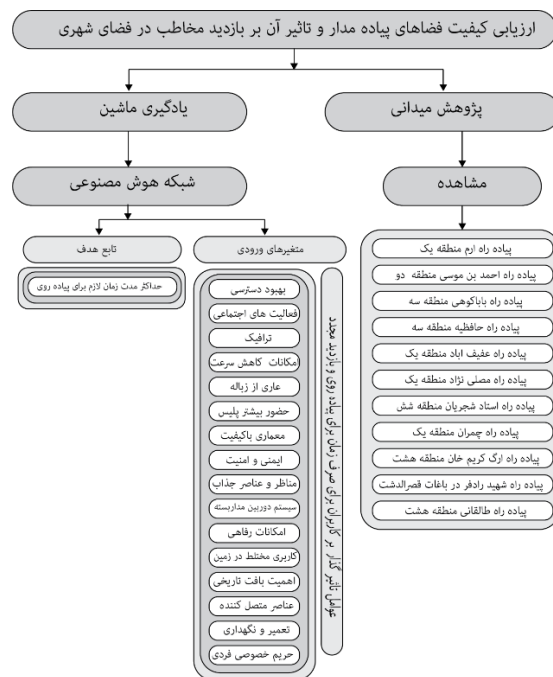 ارزیابی کیفیت فضاهای پیاده مدار و تاثیر آن بر بازدید مخاطب در فضای شهری
پژوهش میدانی
مشاهده
پیاده راه ارم منطقه یک
پیاده راه احمد بن موسی منطقه دو
پیاده راه باباکوهی منطقه سه
پیاده راه حافظیه منطقه سه
پیاده راه عفیف اباد منطقه یک
پیاده راه مصلی نژاد منطقه یک
پیاده راه استاد شجریان منطقه شش
پیاده راه چمران منطقه یک
پیاده راه ارگ کریم خان منطقه هشت
پیاده راه شهید رادفر در باغات قصرالدشت
پیاده راه طالقانی منطقه هشت
یادگیری ماشین
شبکه هوش مصنوعی
متغیرهای ورودی
عوامل تاثیر گذار بر کاربران برای صرف زمان برای پیاده روی و بازدید مجدد
بهبود دسترسی
فعالیت های اجتماعی
ترافیک
امکانات کاهش سرعت
عاری از زباله
حضور بیشتر پلیس
معماری باکیفیت
ایمنی و امنیت
مناظر و عناصر جذاب
سیستم دوربین مداربسته
امکانات رفاهی
کاربری مختلط در زمین
اهمیت بافت تاریخی
عناصر متصل کننده
تعمیر و نگهداری
حریم خصوصی فردی
تابع هدف
حداکثر مدت زمان لازم برای پیاده روی